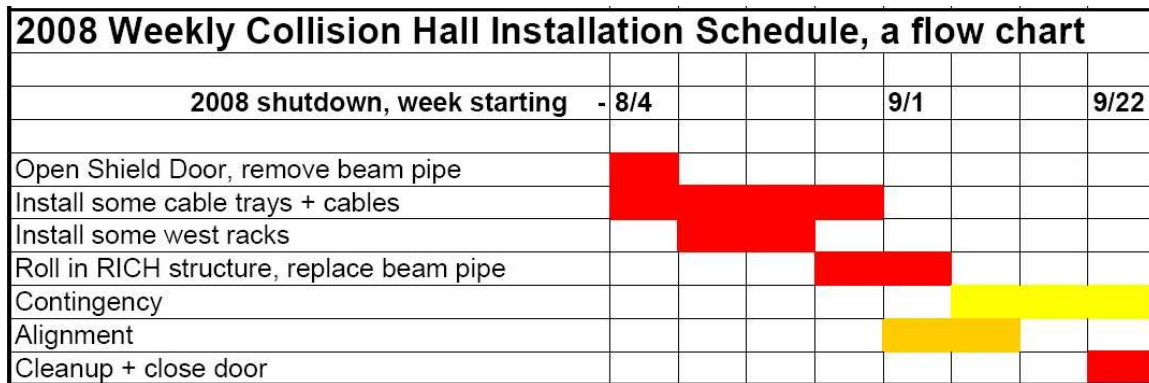 2008 Weekly Collision Hall Installation Schedule, a flow chart
2008 shutdown, week starting - 8/4 9/1 9/22
Open Shield Door, remove beam pipe
Install some cable trays + cables
Install some west racks
Roll in RICH structure, replace beam pipe
Contingency
Alignment
Cleanup + close door